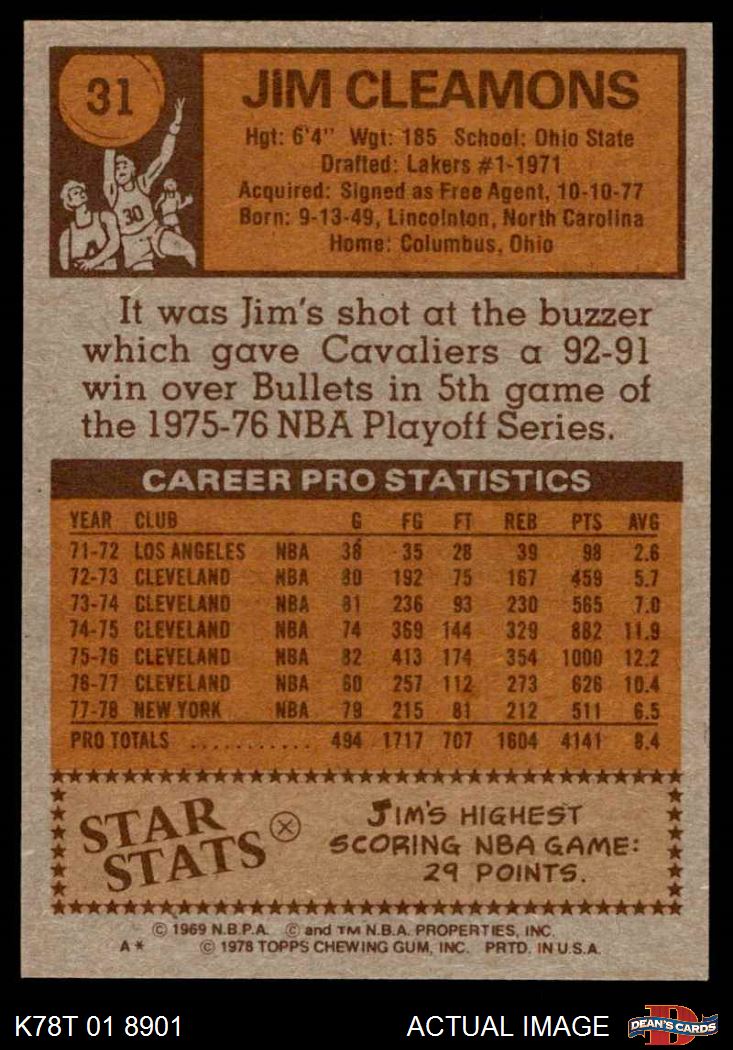 31
JIM CLEAMONS
Hgt: 6'4" Wgt: 185 School: Ohio State
Drafted: Lakers #1-1971
Acquired: Signed as Free Agent, 10-10-77
Born: 9-13-49, Lincolnton, North Carolina
Home: Columbus, Ohio
30
It was Jim's shot at the buzzer
which gave Cavaliers a 92-91
win over Bullets in 5th game of
the 1975-76 NBA Playoff Series.
CAREER PRO STATISTICS
YEAR CLUB G FG FT REB PTS AVG
71-72 LOS ANGELES NBA 38 35 28 39 98 2.6
72-73 CLEVELAND NBA 80 192 75 167 459 5.7
73-74 CLEVELAND NBA 81 236 93 230 565 7.0
74-75 CLEVELAND NBA 74 369 144 329 882 11.9
75-76 CLEVELAND NBA 82 413 174 354 1000 12.2
76-77 CLEVELAND NBA 60 257 112 273 626 10.4
77-78 NEW YORK NBA 79 215 81 212 511 6.5
PRO TOTALS ........... 494 1717 707 1604 4141 8.4
STAR
STATS
JIM'S HIGHEST
SCORING NBA GAME:
29 POINTS.
© 1969 N.B.P.A. © and TM N.B.A. PROPERTIES, INC.
A* © 1978 TOPPS CHEWING GUM, INC. PRTD. IN U.S.A.
K78T 01 8901 ACTUAL IMAGE D DEAN'S CARDS